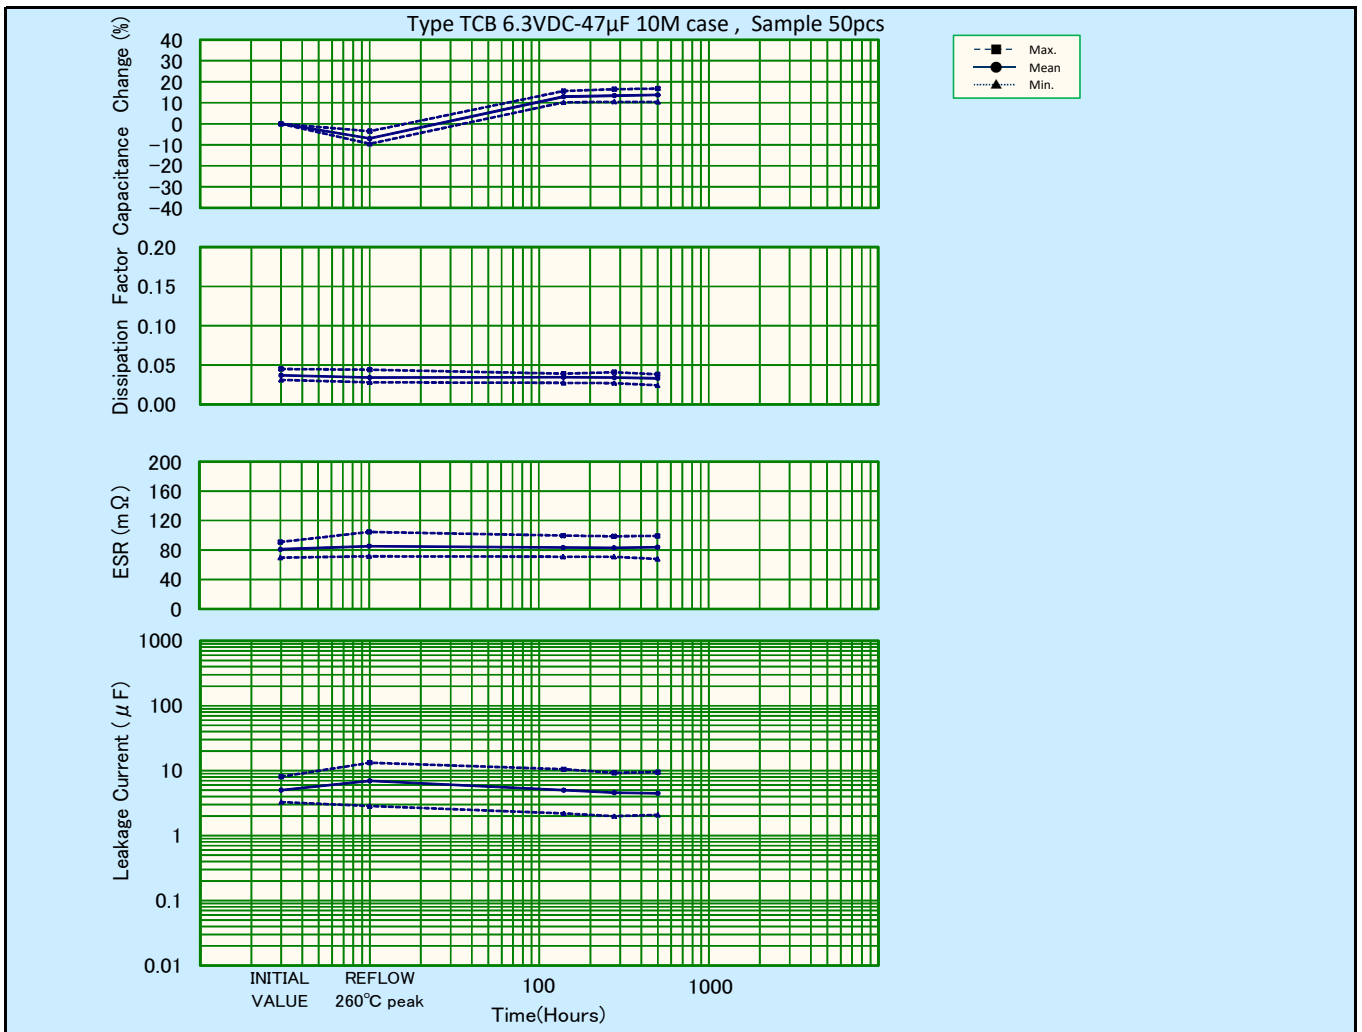 Type TCB 6.3VDC-47μF 10M case , Sample 50pcs
Max.
Mean
Min.
Capacitance Change (%)
40
30
20
10
0
−10
−20
−30
−40
Dissipation Factor
0.20
0.15
0.10
0.05
0.00
ESR (mΩ)
200
160
120
80
40
0
Leakage Current (μF)
1000
100
10
1
0.1
0.01
INITIAL VALUE
REFLOW 260℃ peak
100
1000
Time(Hours)